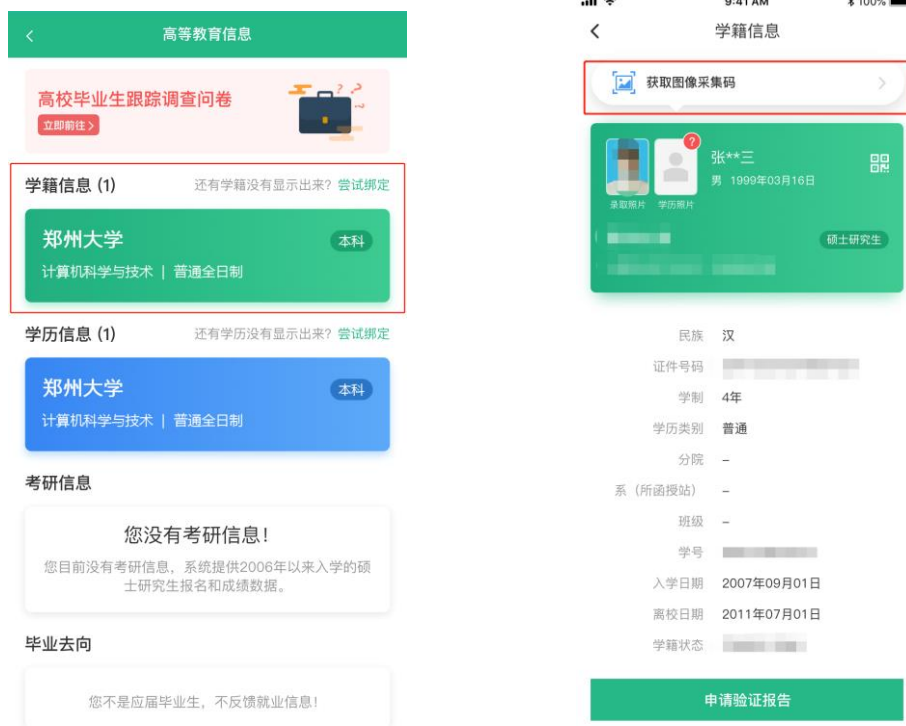 高等教育信息
高校毕业生跟踪调查问卷
立即前往 >
学籍信息 (1) 还有学籍没有显示出来？尝试绑定
郑州大学 本科
计算机科学与技术 | 普通全日制
学历信息 (1) 还有学历没有显示出来？尝试绑定
郑州大学 本科
计算机科学与技术 | 普通全日制
考研信息
您没有考研信息！
您目前没有考研信息，系统提供2006年以来入学的硕
士研究生报名和成绩数据。
毕业去向
您不是应届毕业生，不反馈就业信息！
9:41 AM 100%
学籍信息
获取图像采集码
张**三
男 1999年03月16日
录取照片 学历照片
硕士研究生
民族 汉
证件号码
学制 4年
学历类别 普通
分院 –
系（所函授站） –
班级 –
学号
入学日期 2007年09月01日
离校日期 2011年07月01日
学籍状态
申请验证报告